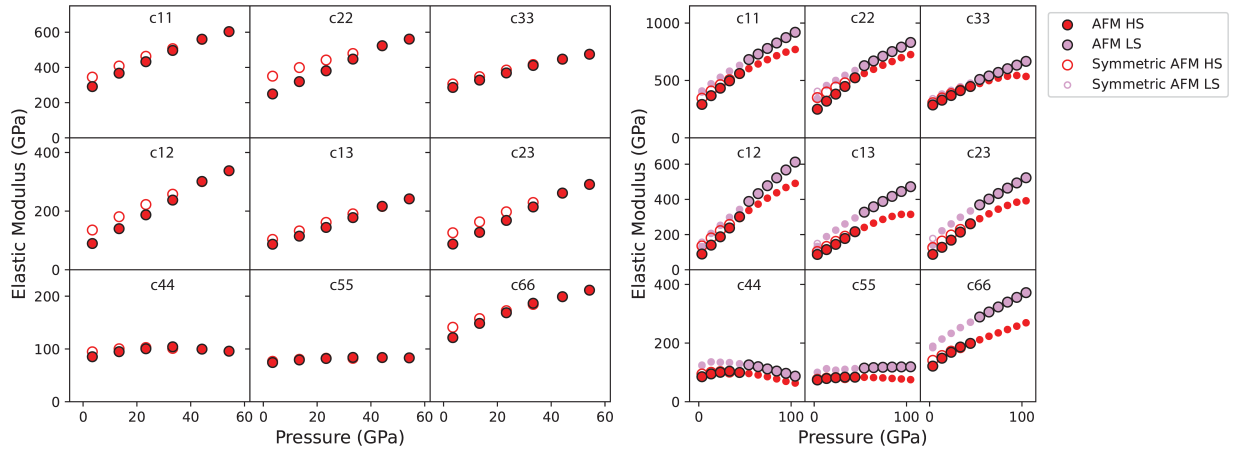 c11 c22 c33
600
400
200
0
c12 c13 c23
400
200
0
c44 c55 c66
200
100
0
0 20 40 60 0 20 40 60 0 20 40 60
Pressure (GPa)
Elastic Modulus (GPa)
c11 c22 c33
1000
500
0
c12 c13 c23
600
400
200
0
c44 c55 c66
400
200
0
0 100 0 100 0 100
Pressure (GPa)
Elastic Modulus (GPa)
AFM HS
AFM LS
Symmetric AFM HS
Symmetric AFM LS